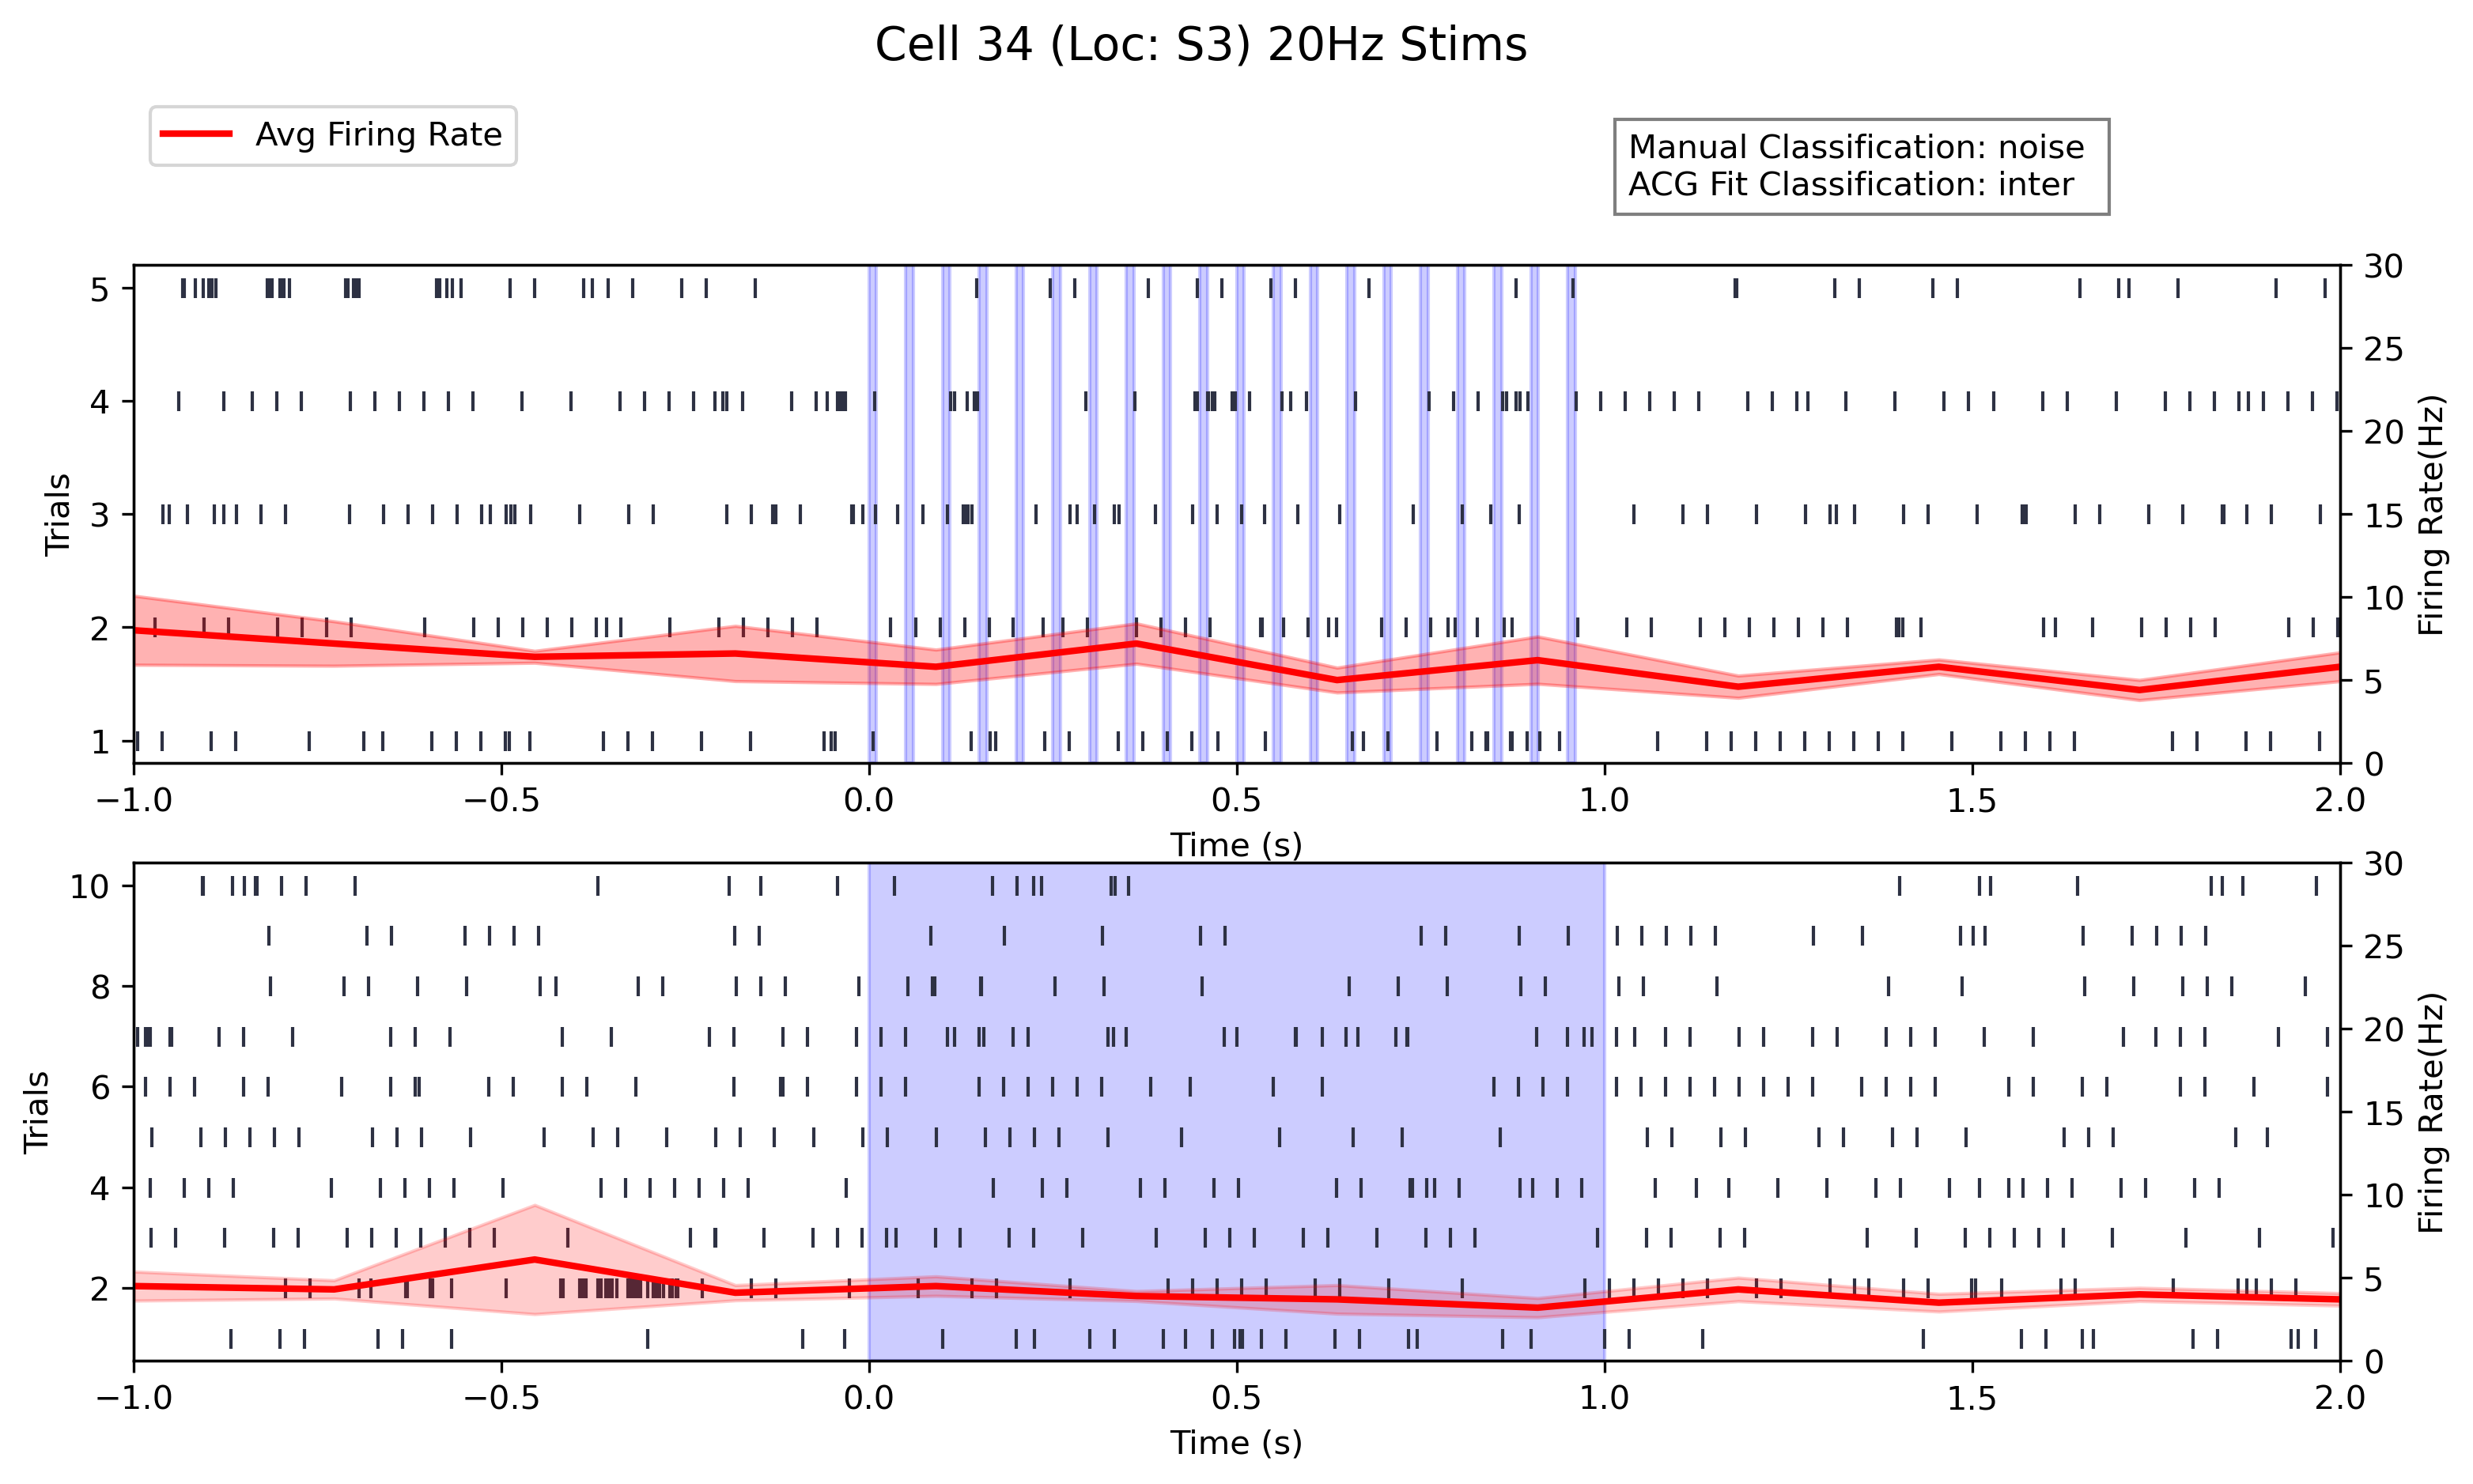 Cell 34 (Loc: S3) 20Hz Stims
Avg Firing Rate
Manual Classification: noise
ACG Fit Classification: inter
5
4
3
2
1
Trials
30
25
20
15
10
5
0
Firing Rate(Hz)
−1.0 −0.5 0.0 0.5 1.0 1.5 2.0
Time (s)
10
8
6
4
2
Trials
30
25
20
15
10
5
0
Firing Rate(Hz)
−1.0 −0.5 0.0 0.5 1.0 1.5 2.0
Time (s)